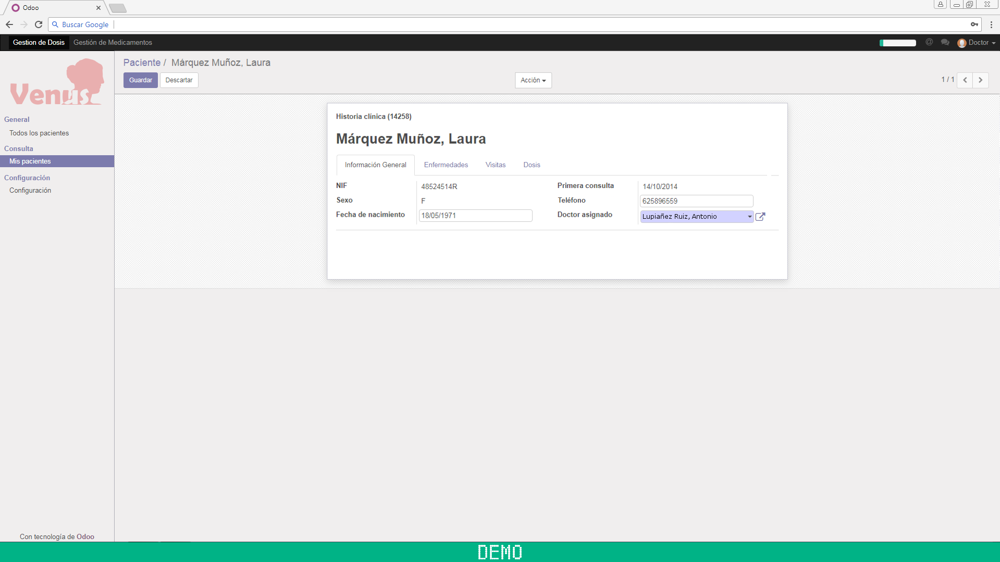 Odoo
Buscar Google
Gestion de Dosis
Gestión de Medicamentos
@
Doctor
Venus
Paciente / Márquez Muñoz, Laura
Guardar
Descartar
Acción
1 / 1
General
Todos los pacientes
Consulta
Mis pacientes
Configuración
Configuración
Historia clínica (14258)
Márquez Muñoz, Laura
Información General
Enfermedades
Visitas
Dosis
NIF
48524514R
Sexo
F
Fecha de nacimiento
18/05/1971
Primera consulta
14/10/2014
Teléfono
625896559
Doctor asignado
Lupiañez Ruiz, Antonio
Con tecnología de Odoo
DEMO